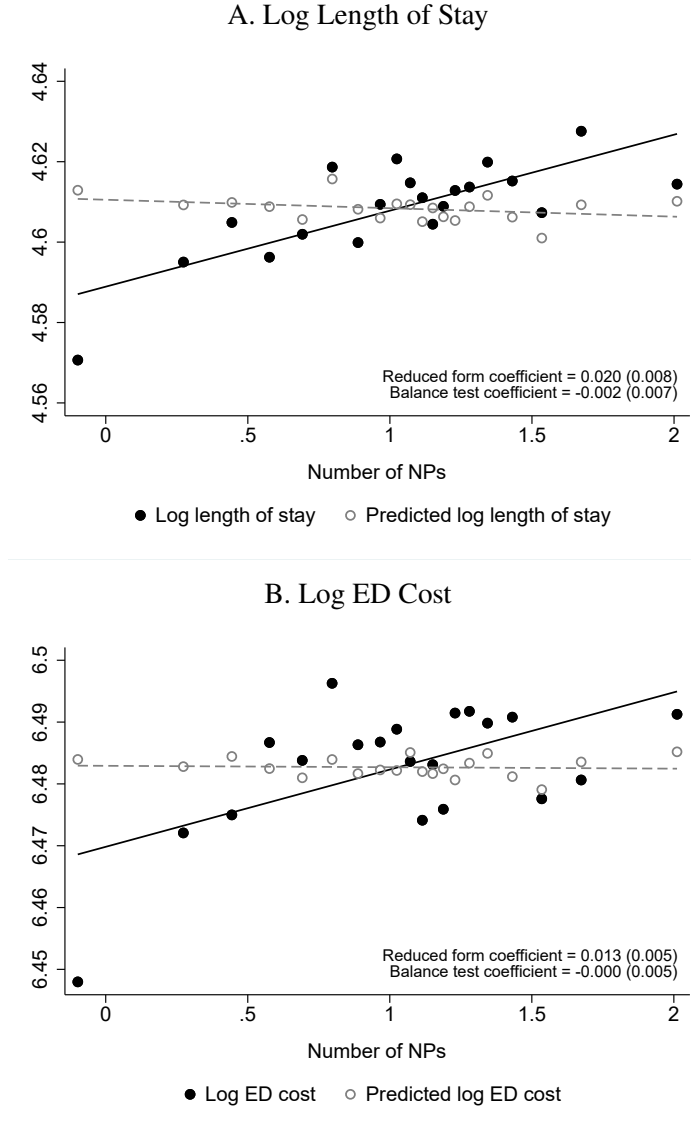 A. Log Length of Stay
4.64
4.62
4.6
4.58
4.56
Reduced form coefficient = 0.020 (0.008)
Balance test coefficient = -0.002 (0.007)
0 .5 1 1.5 2
Number of NPs
Log length of stay Predicted log length of stay
B. Log ED Cost
6.5
6.49
6.48
6.47
6.46
6.45
Reduced form coefficient = 0.013 (0.005)
Balance test coefficient = -0.000 (0.005)
0 .5 1 1.5 2
Number of NPs
Log ED cost Predicted log ED cost